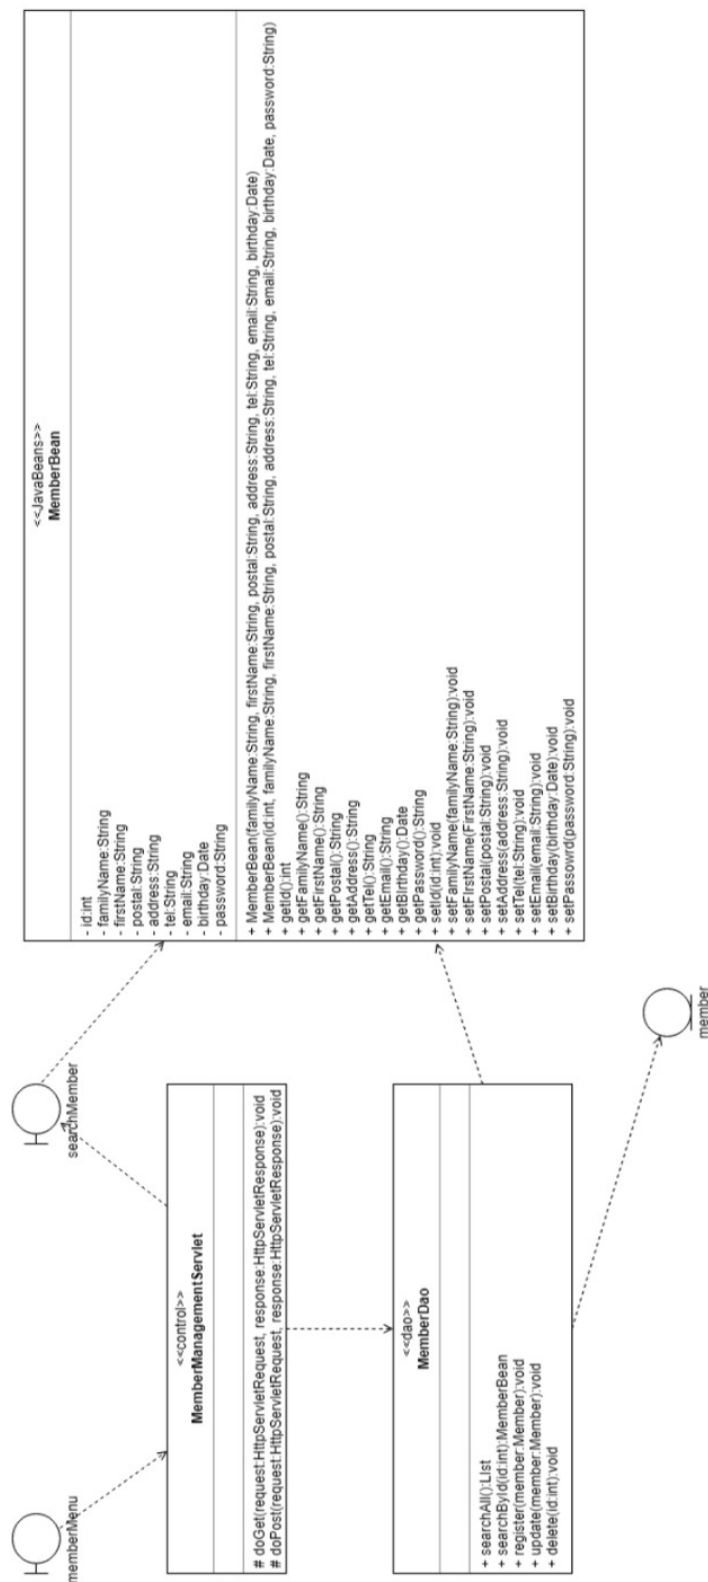 memberMenu
searchMember
<<control>>
MemberManagementServlet
# doGet(request:HttpServletRequest, response:HttpServletResponse):void
# doPost(request:HttpServletRequest, response:HttpServletResponse):void
<<dao>>
MemberDao
+ searchAll():LIst
+ searchById(id:int):MemberBean
+ register(member:Member):void
+ update(member:Member):void
+ delete(id:int):void
member
<<JavaBeans>>
MemberBean
- id:int
- familyName:String
- firstName:String
- postal:String
- address:String
- tel:String
- email:String
- birthday:Date
- password:String
+ MemberBean(familyName:String, firstName:String, postal:String, address:String, tel:String, email:String, birthday:Date)
+ MemberBean(id:int, familyName:String, firstName:String, postal:String, address:String, tel:String, email:String, birthday:Date, password:String)
+ getId():int
+ getFamilyName():String
+ getFirstName():String
+ getPostal():String
+ getAddress():String
+ getTel():String
+ getEmail():String
+ getBirthday():Date
+ getPassword():String
+ setId(id:int):void
+ setFamilyName(familyName:String):void
+ setFIrstName(FirstName:String):void
+ setPostal(postal:String):void
+ setAddress(address:String):void
+ setTel(tel:String):void
+ setEmail(email:String):void
+ setBirthday(birthday:Date):void
+ setPassowrd(password:String):void